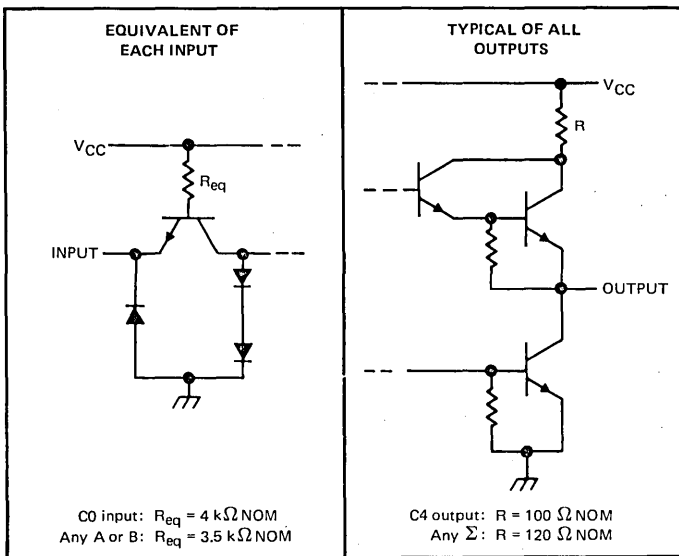 EQUIVALENT OF
EACH INPUT
VCC
Req
INPUT
C0 input: Req = 4 kΩ NOM
Any A or B: Req = 3.5 kΩ NOM
TYPICAL OF ALL
OUTPUTS
VCC
R
OUTPUT
C4 output: R = 100 Ω NOM
Any Σ: R = 120 Ω NOM